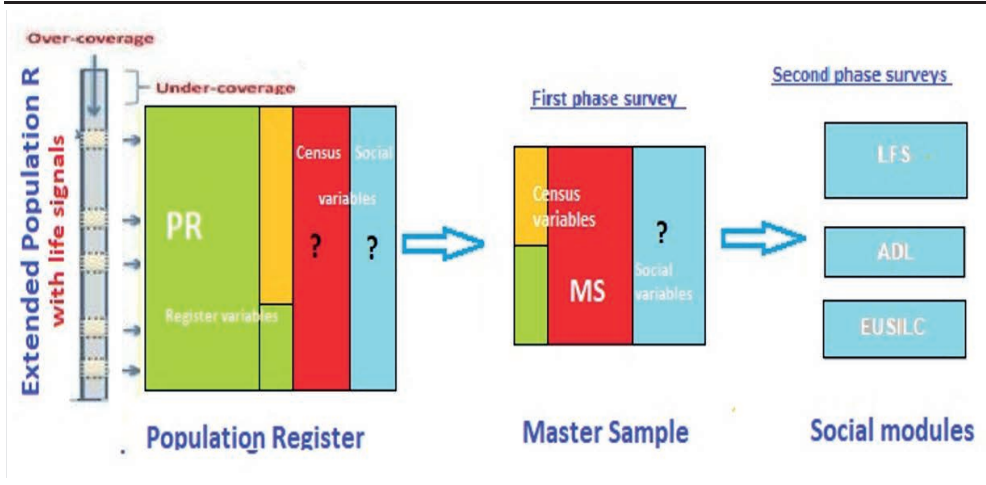 Over-coverage
Under-coverage
Extended Population R
with life signals
PR
Register variables
Census
Social
variables
?
?
Population Register
First phase survey
Census
variables
MS
?
Social
variables
Master Sample
Second phase surveys
LFS
ADL
EUSILC
Social modules